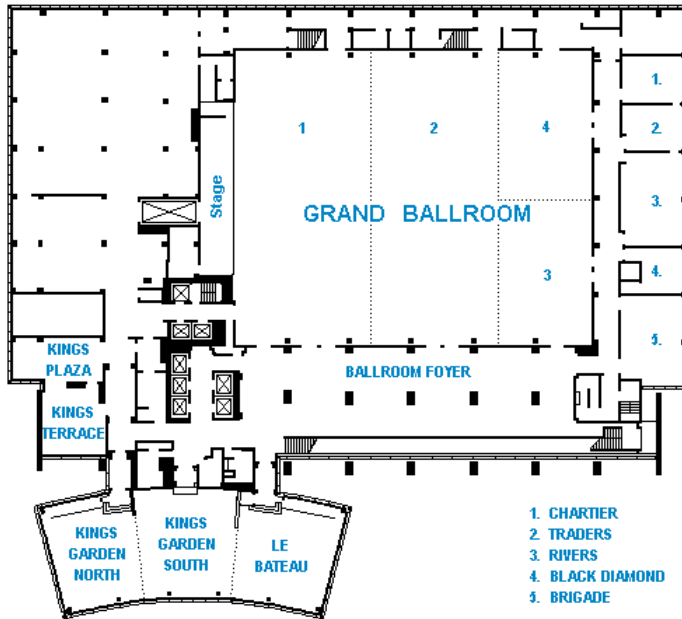 1
2
4
1.
2.
Stage
GRAND BALLROOM
3.
3
4.
5.
KINGS
PLAZA
BALLROOM FOYER
KINGS
TERRACE
KINGS
GARDEN
NORTH
KINGS
GARDEN
SOUTH
LE
BATEAU
1. CHARTIER
2. TRADERS
3. RIVERS
4. BLACK DIAMOND
5. BRIGADE